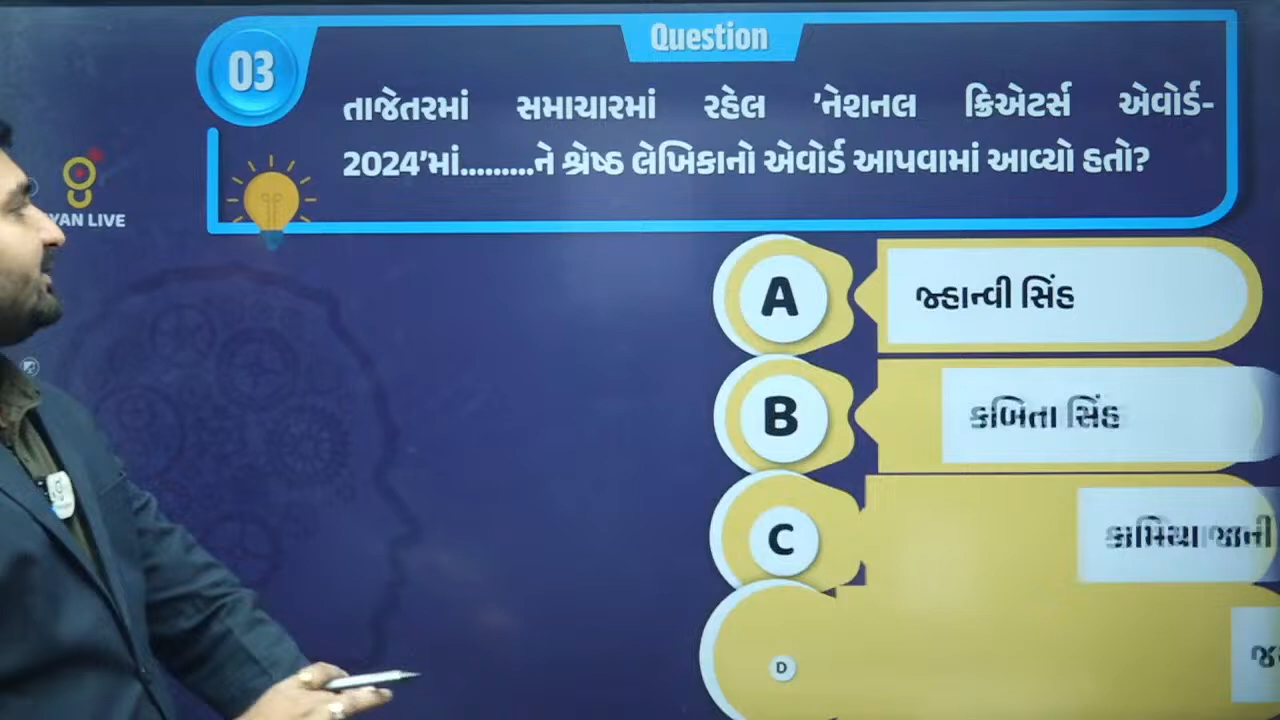 Question
03
તાજેતરમાં સમાચારમાં રહેલ 'નેશનલ ક્રિએટર્સ એવોર્ડ-
2024'માં.........ને શ્રેષ્ઠ લેખિકાનો એવોર્ડ આપવામાં આવ્યો હતો?
YAN LIVE
A
જ્હાન્વી સિંહ
B
કબિતા સિંહ
C
કામિયા જાની
D